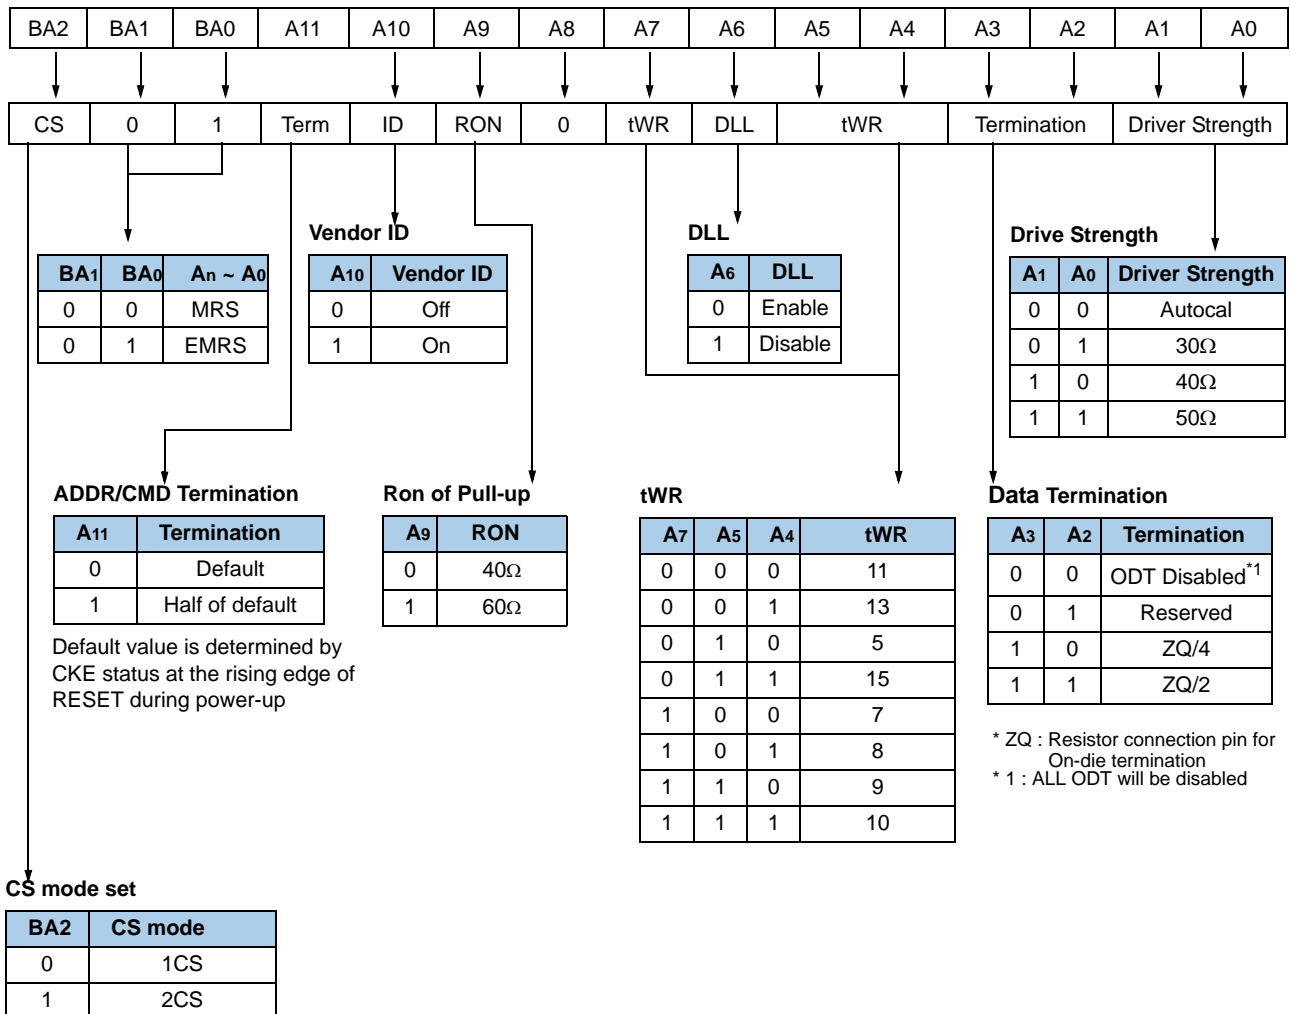 BA2 BA1 BA0 A11 A10 A9 A8 A7 A6 A5 A4 A3 A2 A1 A0
CS 0 1 Term ID RON 0 tWR DLL tWR Termination Driver Strength
BA1 BA0 An ~ A0
0 0 MRS
0 1 EMRS
Vendor ID
A10 Vendor ID
0 Off
1 On
DLL
A6 DLL
0 Enable
1 Disable
Drive Strength
A1 A0 Driver Strength
0 0 Autocal
0 1 30Ω
1 0 40Ω
1 1 50Ω
ADDR/CMD Termination
A11 Termination
0 Default
1 Half of default
Default value is determined by
CKE status at the rising edge of
RESET during power-up
Ron of Pull-up
A9 RON
0 40Ω
1 60Ω
tWR
A7 A5 A4 tWR
0 0 0 11
0 0 1 13
0 1 0 5
0 1 1 15
1 0 0 7
1 0 1 8
1 1 0 9
1 1 1 10
Data Termination
A3 A2 Termination
0 0 ODT Disabled*1
0 1 Reserved
1 0 ZQ/4
1 1 ZQ/2
* ZQ : Resistor connection pin for
On-die termination
* 1 : ALL ODT will be disabled
CS mode set
BA2 CS mode
0 1CS
1 2CS